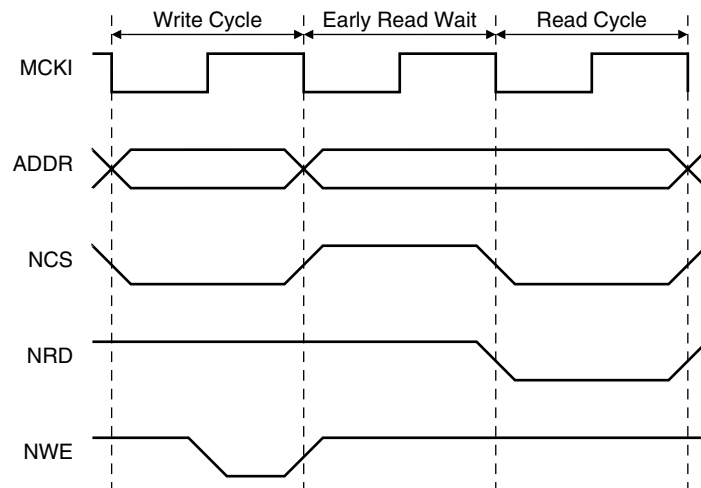 Write Cycle Early Read Wait Read Cycle
MCKI
ADDR
NCS
NRD
NWE